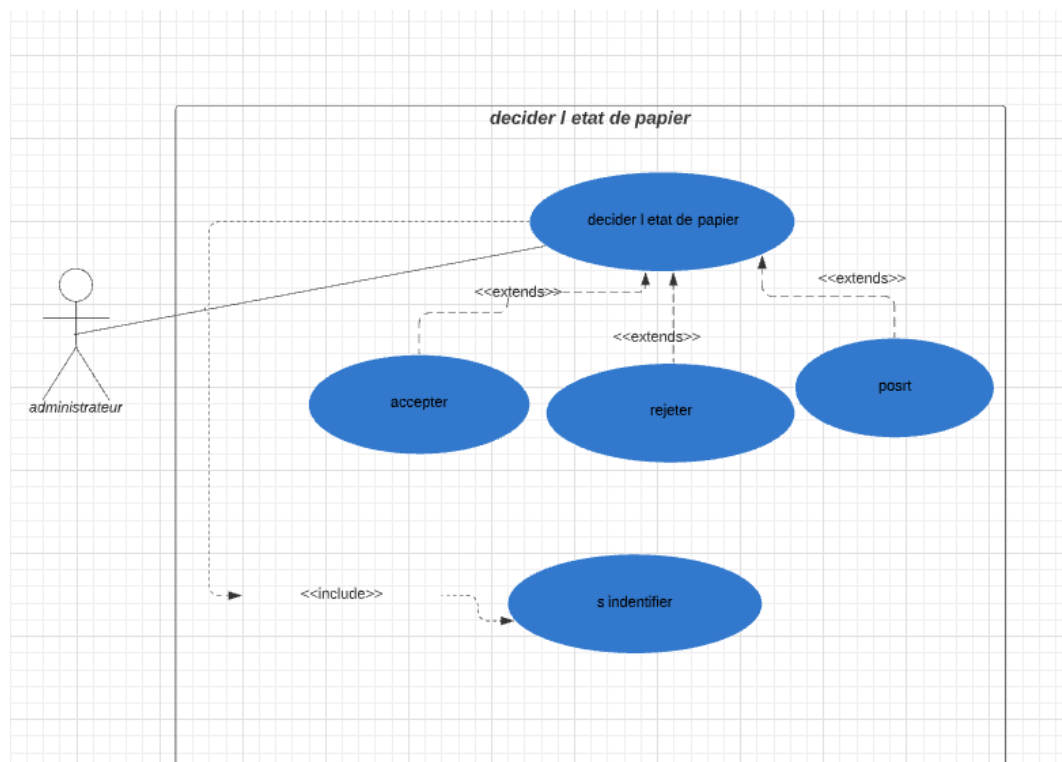 decider l etat de papier
decider l etat de papier
<<extends>>
<<extends>>
<<extends>>
accepter
rejeter
posrt
administrateur
<<include>>
s indentifier